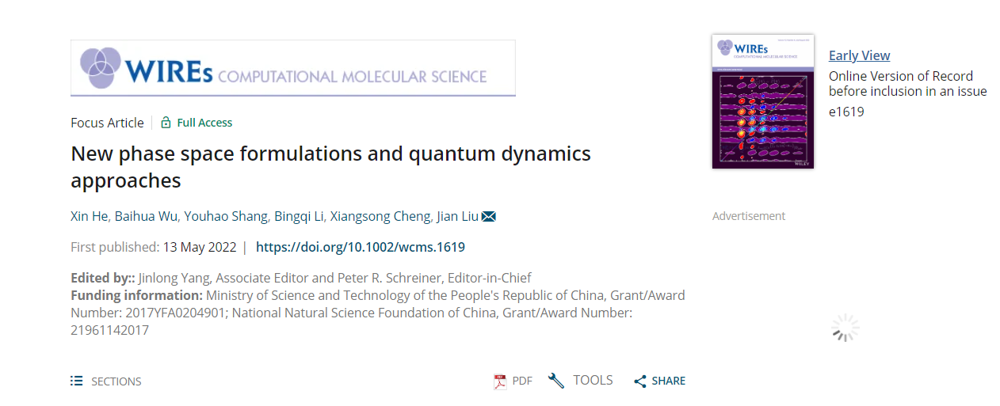 WIREs COMPUTATIONAL MOLECULAR SCIENCE
WIREs
COMPUTATIONAL MOLECULAR SCIENCE
WILEY
Early View
Online Version of Record
before inclusion in an issue
e1619
Focus Article
Full Access
New phase space formulations and quantum dynamics
approaches
Xin He, Baihua Wu, Youhao Shang, Bingqi Li, Xiangsong Cheng, Jian Liu
First published: 13 May 2022 | https://doi.org/10.1002/wcms.1619
Advertisement
Edited by:: Jinlong Yang, Associate Editor and Peter R. Schreiner, Editor-in-Chief
Funding information: Ministry of Science and Technology of the People's Republic of China, Grant/Award
Number: 2017YFA0204901; National Natural Science Foundation of China, Grant/Award Number:
21961142017
SECTIONS
PDF
TOOLS
SHARE